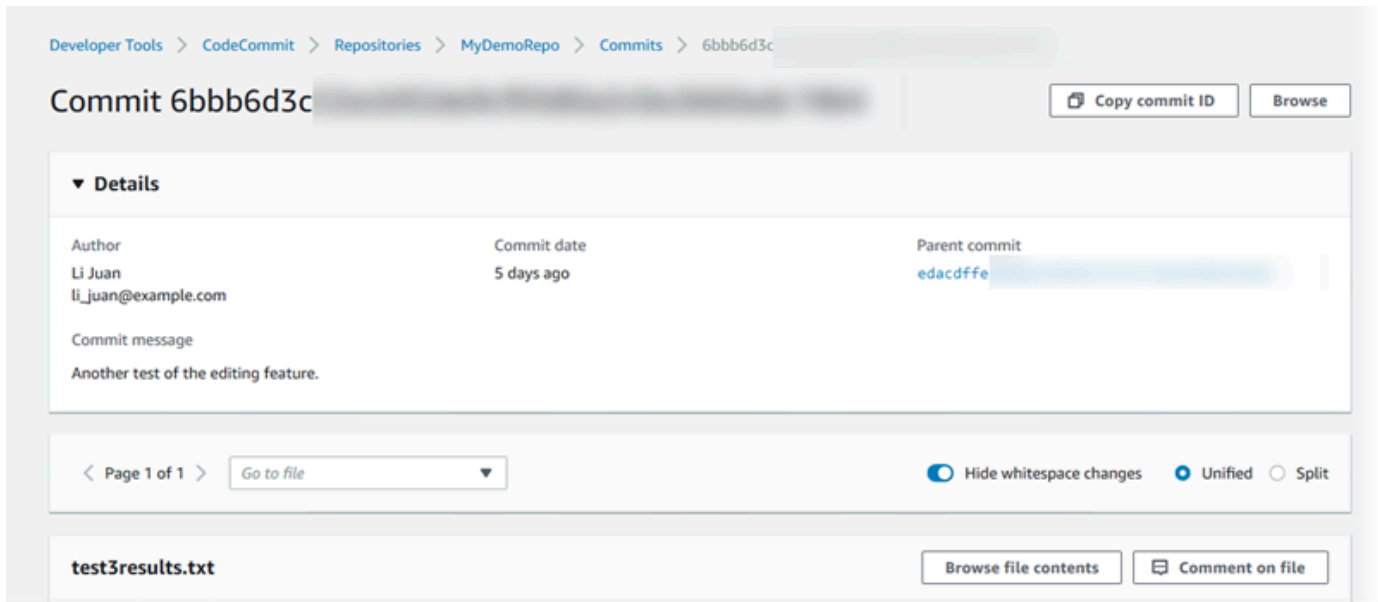 Developer Tools > CodeCommit > Repositories > MyDemoRepo > Commits > 6bbb6d3c
Commit 6bbb6d3c
Copy commit ID
Browse
Details
Author
Commit date
Parent commit
Li Juan
5 days ago
edacdffe
li_juan@example.com
Commit message
Another test of the editing feature.
Page 1 of 1
Go to file
Hide whitespace changes
Unified
Split
test3results.txt
Browse file contents
Comment on file